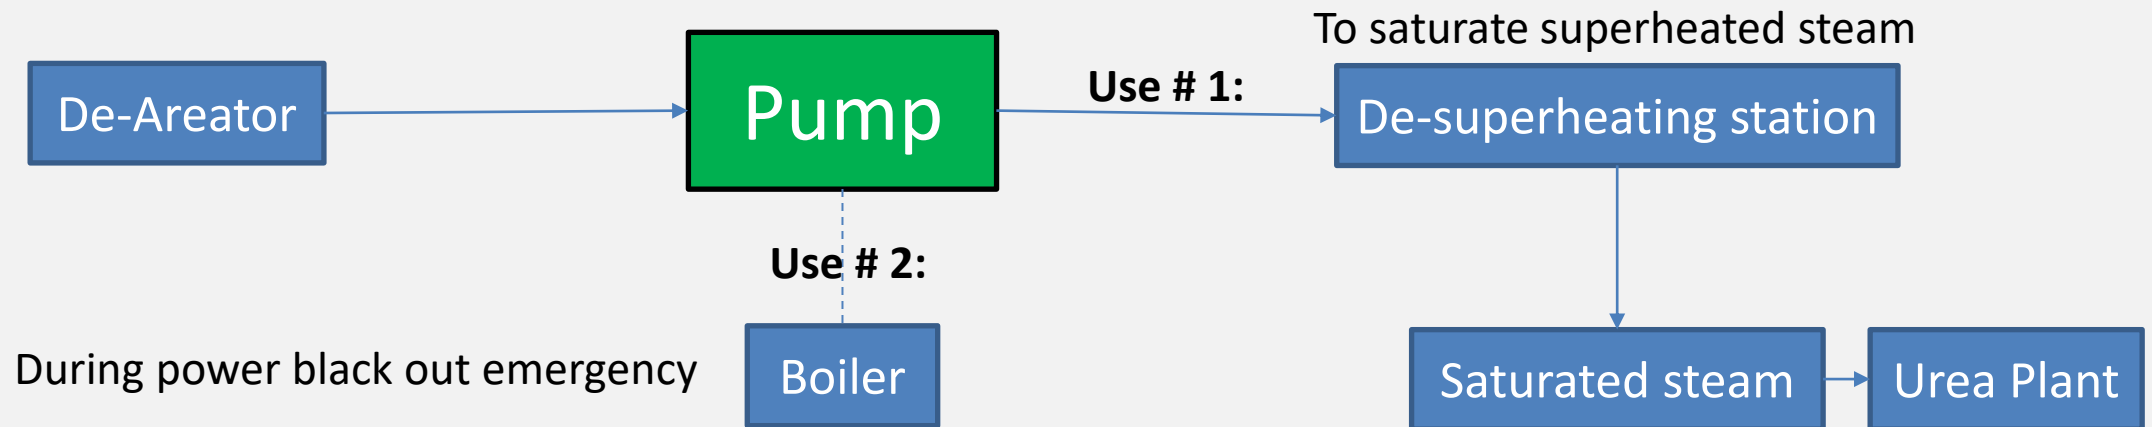 To saturate superheated steam
De-Areator
Pump
Use # 1:
De-superheating station
Use # 2:
During power black out emergency
Boiler
Saturated steam
Urea Plant